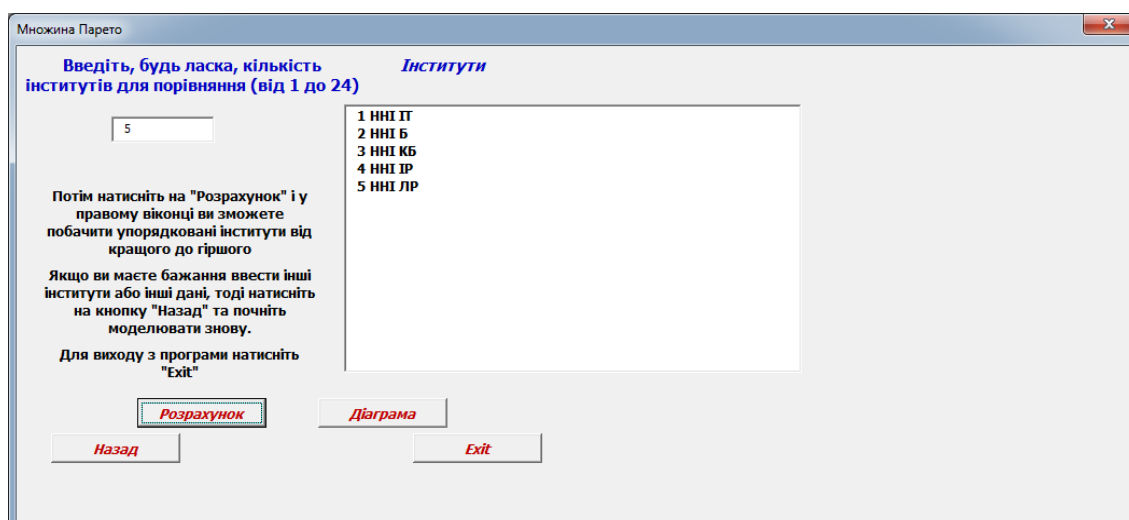 Множина Парето
Введіть, будь ласка, кількість
інститутів для порівняння (від 1 до 24)
5
Потім натисніть на "Розрахунок" і у
правому віконці ви зможете
побачити упорядковані інститути від
кращого до гіршого
Якщо ви маєте бажання ввести інші
інститути або інші дані, тоді натисніть
на кнопку "Назад" та почніть
моделювати знову.
Для виходу з програми натисніть
"Exit"
Інститути
1 ННІ ІТ
2 ННІ Б
3 ННІ КБ
4 ННІ ІР
5 ННІ ЛР
Розрахунок
Діаграма
Назад
Exit